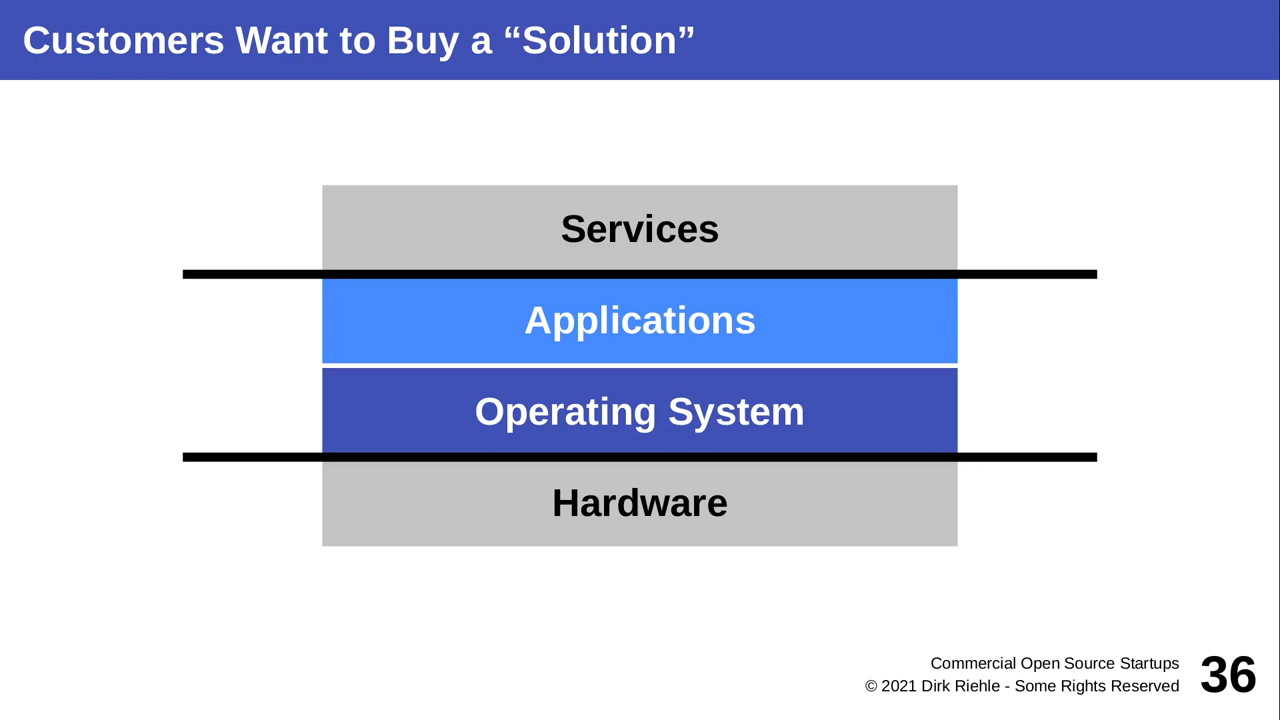 Customers Want to Buy a “Solution”
Services
Applications
Operating System
Hardware
Commercial Open Source Startups
© 2021 Dirk Riehle - Some Rights Reserved
36